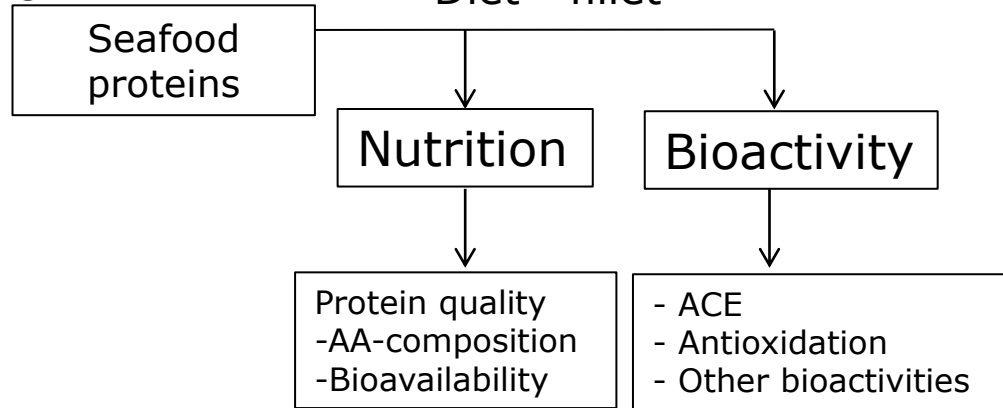 Seafood
proteins
Nutrition
Bioactivity
Protein quality
-AA-composition
-Bioavailability
- ACE
- Antioxidation
- Other bioactivities